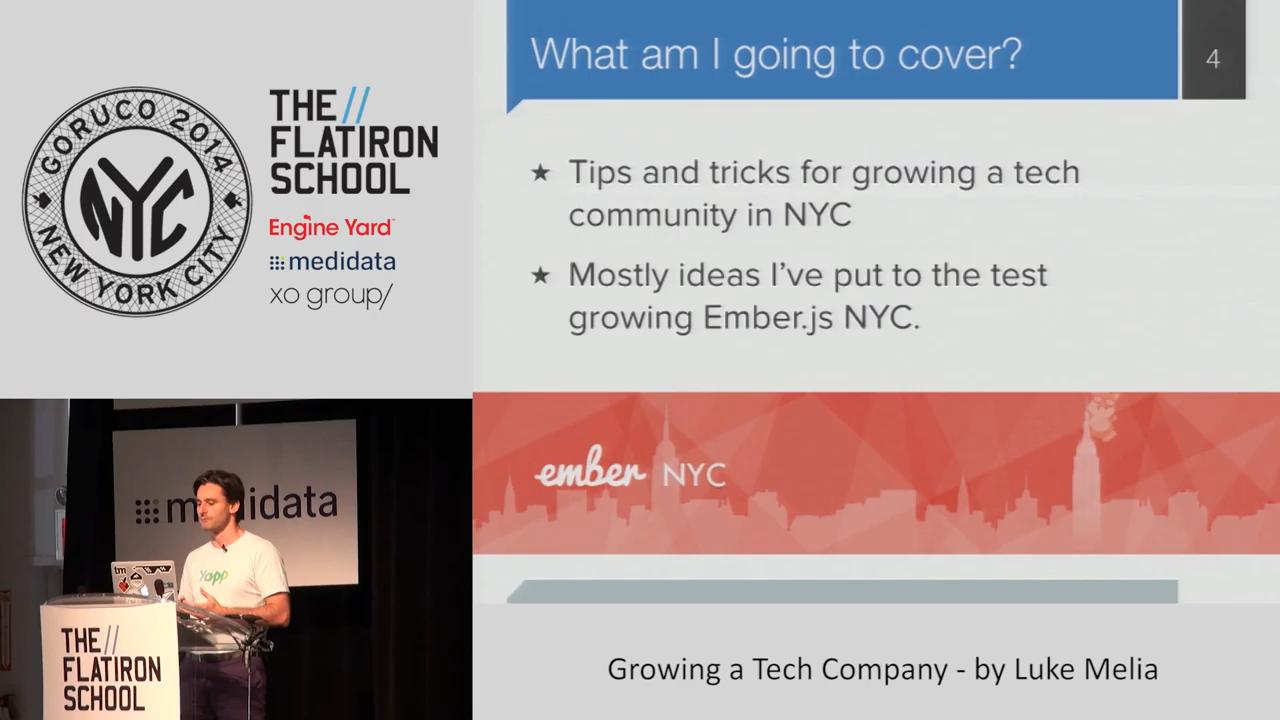 GORUCO 2014
NYC
NEW YORK CITY
THE //
FLATIRON
SCHOOL
Engine Yard
medidata
xo group/
What am I going to cover?
4
★ Tips and tricks for growing a tech
community in NYC
★ Mostly ideas I’ve put to the test
growing Ember.js NYC.
ember NYC
medidata
Yapp
tm
THE //
FLATIRON
SCHOOL
Growing a Tech Company - by Luke Melia